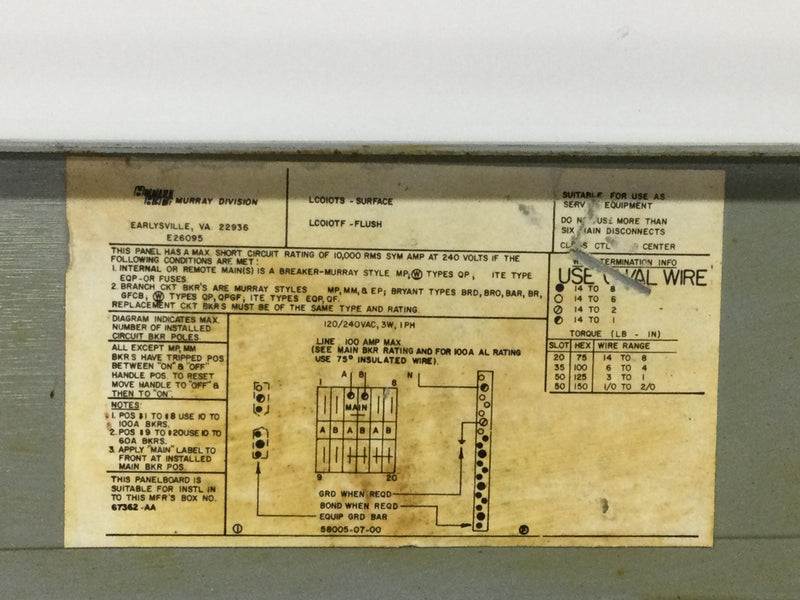 MURRAY DIVISION
EARLYSVILLE, VA. 22936
E26095
LC0IOTS - SURFACE
LC0IOTF - FLUSH
SUITABLE FOR USE AS
SERV EQUIPMENT
DO USE MORE THAN
SIX MAIN DISCONNECTS
CTL CENTER
THIS PANEL HAS A MAX. SHORT CIRCUIT RATING OF 10,000 RMS SYM AMP AT 240 VOLTS IF THE
FOLLOWING CONDITIONS ARE MET:
1. INTERNAL OR REMOTE MAIN(S) IS A BREAKER-MURRAY STYLE MP, Ⓦ TYPES QP, ITE TYPE
EQP-OR FUSES
2. BRANCH CKT BKR'S ARE MURRAY STYLES MP, MM, & EP; BRYANT TYPES BRD, BRO, BAR, BR,
GFCB, Ⓦ TYPES QP, QPGF; ITE TYPES EQP, QF.
REPLACEMENT CKT BKRS MUST BE OF THE SAME TYPE AND RATING.
TERMINATION INFO
USE WIRE
14 TO 8
14 TO 6
14 TO 2
14 TO 1
TORQUE (LB - IN)
SLOT HEX WIRE RANGE
20 75 14 TO 8
35 100 6 TO 4
50 125 3 TO 1
50 150 1/0 TO 2/0
DIAGRAM INDICATES MAX.
NUMBER OF INSTALLED
CIRCUIT BKR POLES
ALL EXCEPT MP, MM
BKRS HAVE TRIPPED POS
BETWEEN "ON" & "OFF"
HANDLE POS. TO RESET
MOVE HANDLE TO "OFF" &
THEN TO "ON".
NOTES:
1. POS #1 TO #8 USE 10 TO
100A BKRS.
2. POS #9 TO #20 USE 10 TO
60A BKRS.
3. APPLY "MAIN" LABEL TO
FRONT AT INSTALLED
MAIN BKR POS.
THIS PANELBOARD IS
SUITABLE FOR INSTL IN
TO THIS MFR'S BOX NO.
67362-AA
120/240VAC, 3W, 1PH
LINE: 100 AMP MAX.
(SEE MAIN BKR RATING AND FOR 100A AL RATING
USE 75° INSULATED WIRE).
A B N
1 8
MAIN
A B A B A B
9 20
GRD WHEN REQD
BOND WHEN REQD
EQUIP GRD BAR
58005-07-00